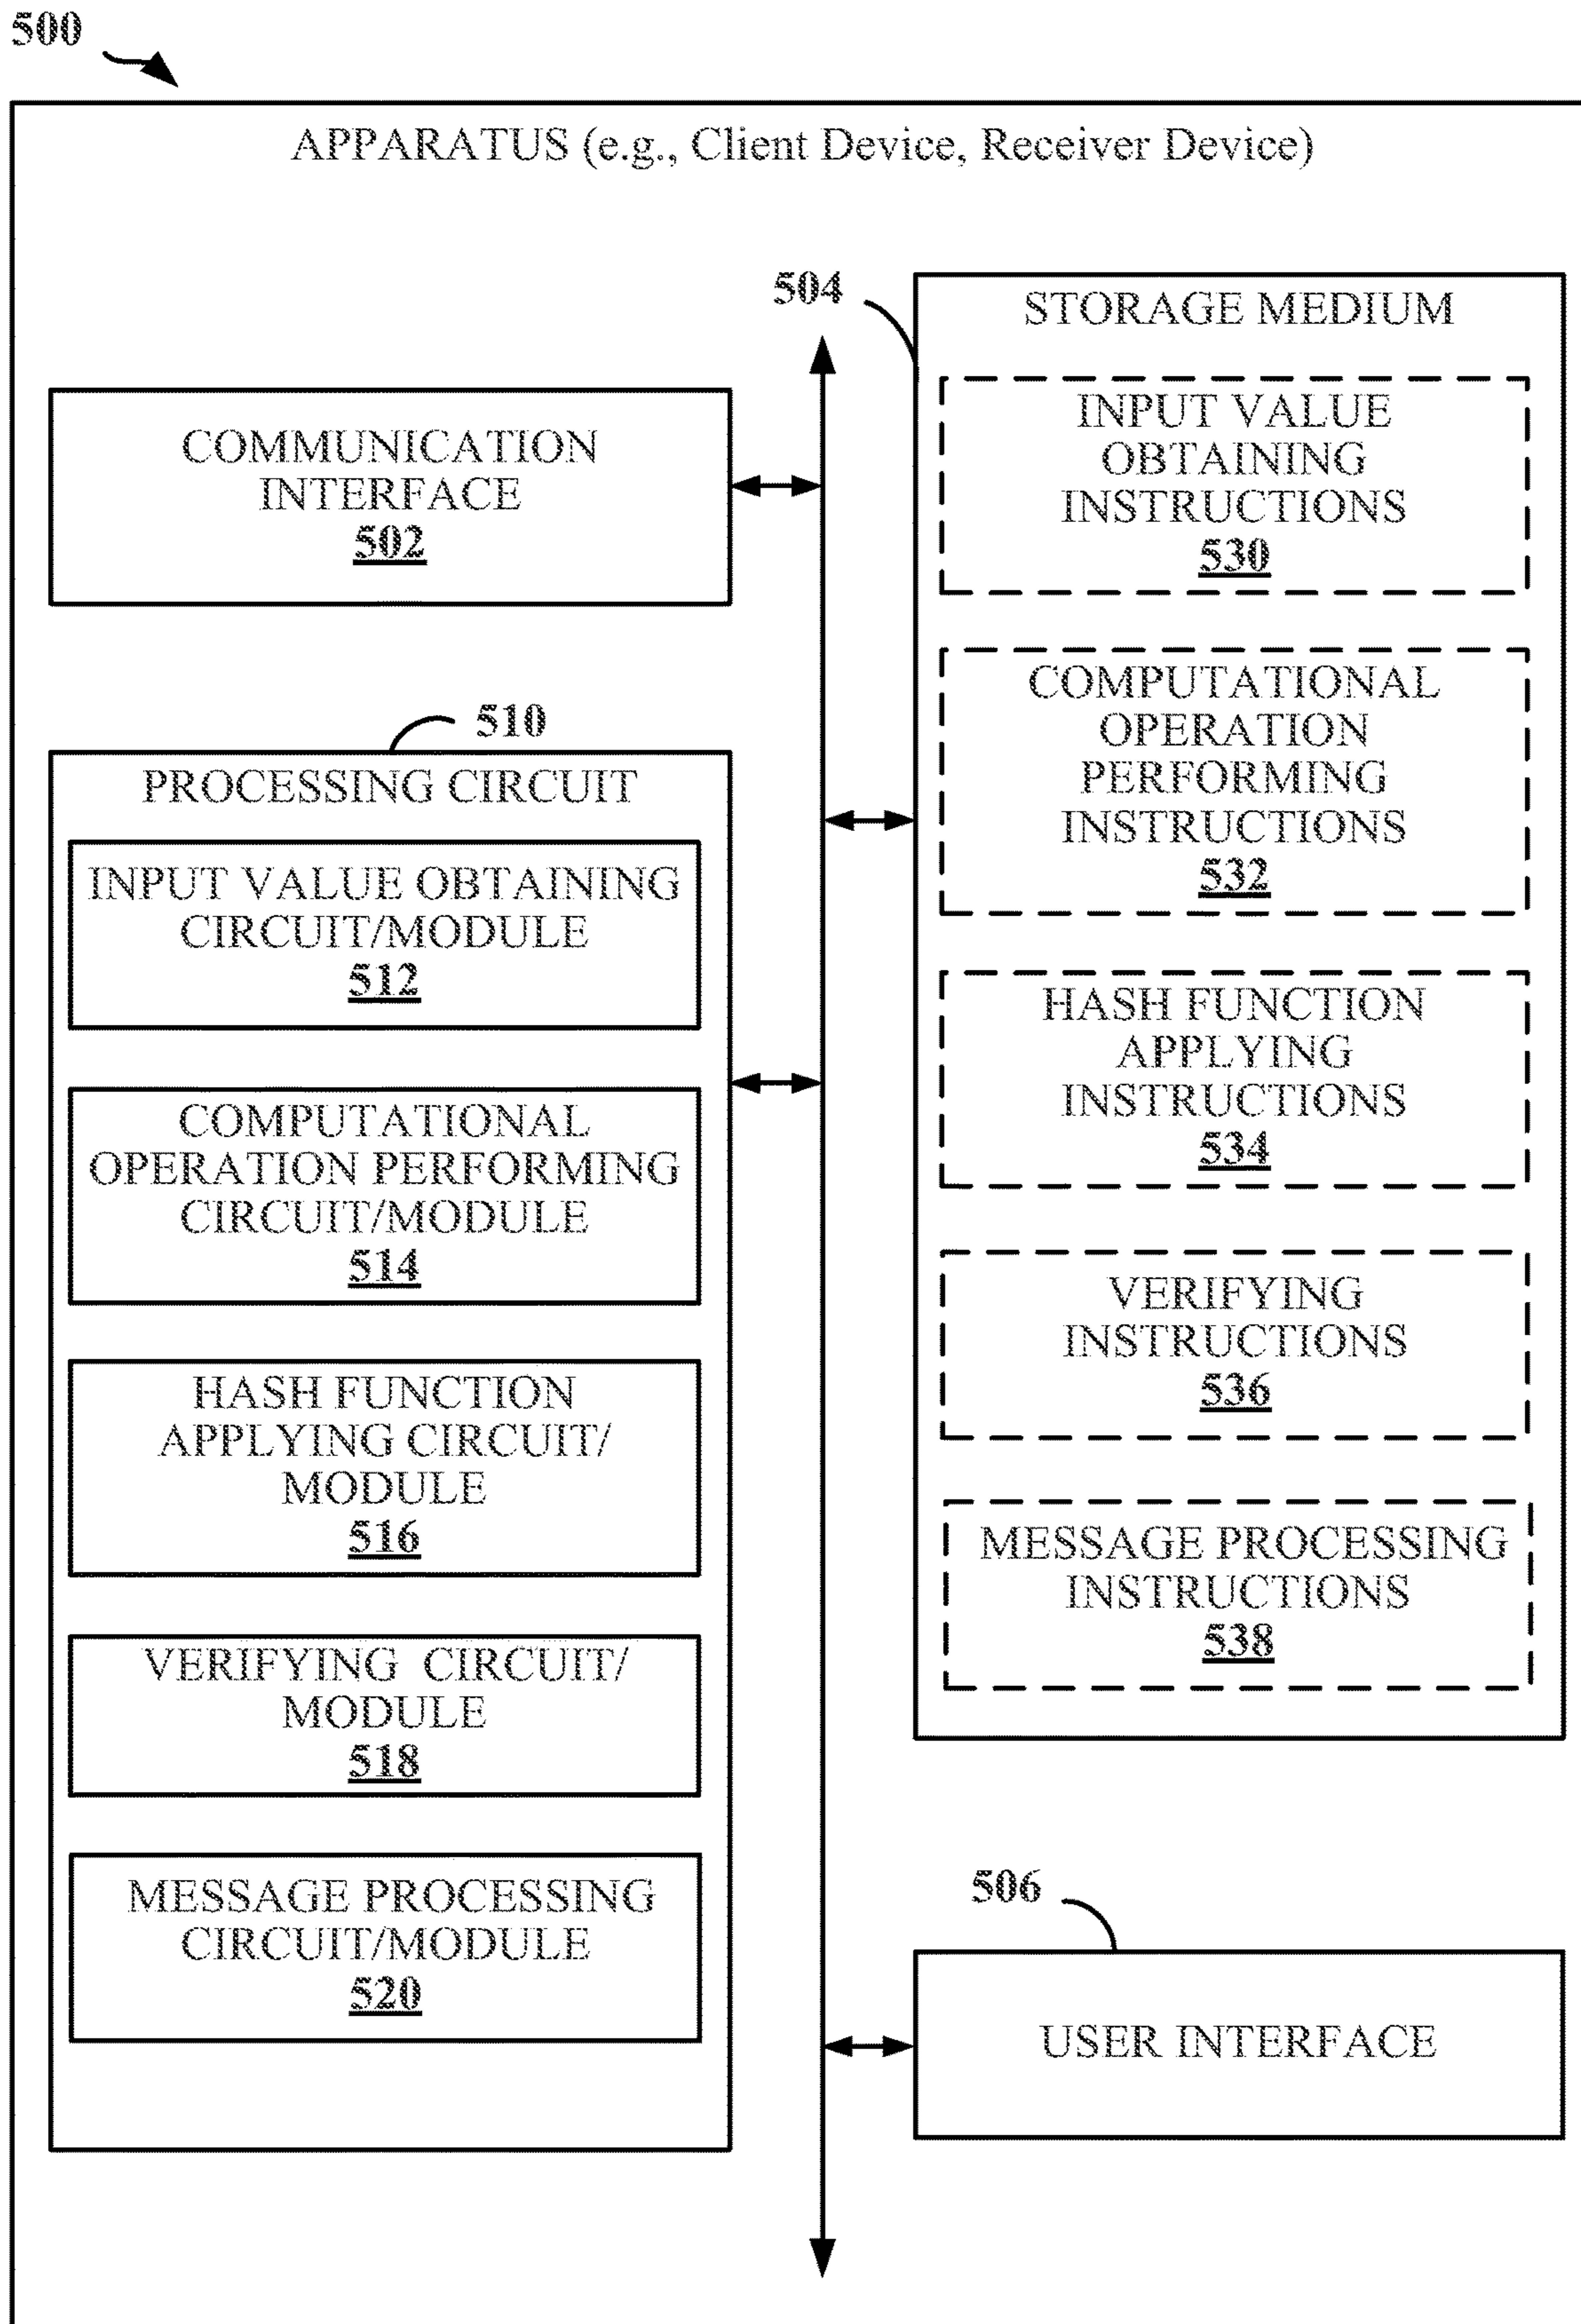 500
APPARATUS (e.g., Client Device, Receiver Device)
COMMUNICATION
INTERFACE
502
510
PROCESSING CIRCUIT
INPUT VALUE OBTAINING
CIRCUIT/MODULE
512
COMPUTATIONAL
OPERATION PERFORMING
CIRCUIT/MODULE
514
HASH FUNCTION
APPLYING CIRCUIT/
MODULE
516
VERIFYING CIRCUIT/
MODULE
518
MESSAGE PROCESSING
CIRCUIT/MODULE
520
504
STORAGE MEDIUM
INPUT VALUE
OBTAINING
INSTRUCTIONS
530
COMPUTATIONAL
OPERATION
PERFORMING
INSTRUCTIONS
532
HASH FUNCTION
APPLYING
INSTRUCTIONS
534
VERIFYING
INSTRUCTIONS
536
MESSAGE PROCESSING
INSTRUCTIONS
538
506
USER INTERFACE